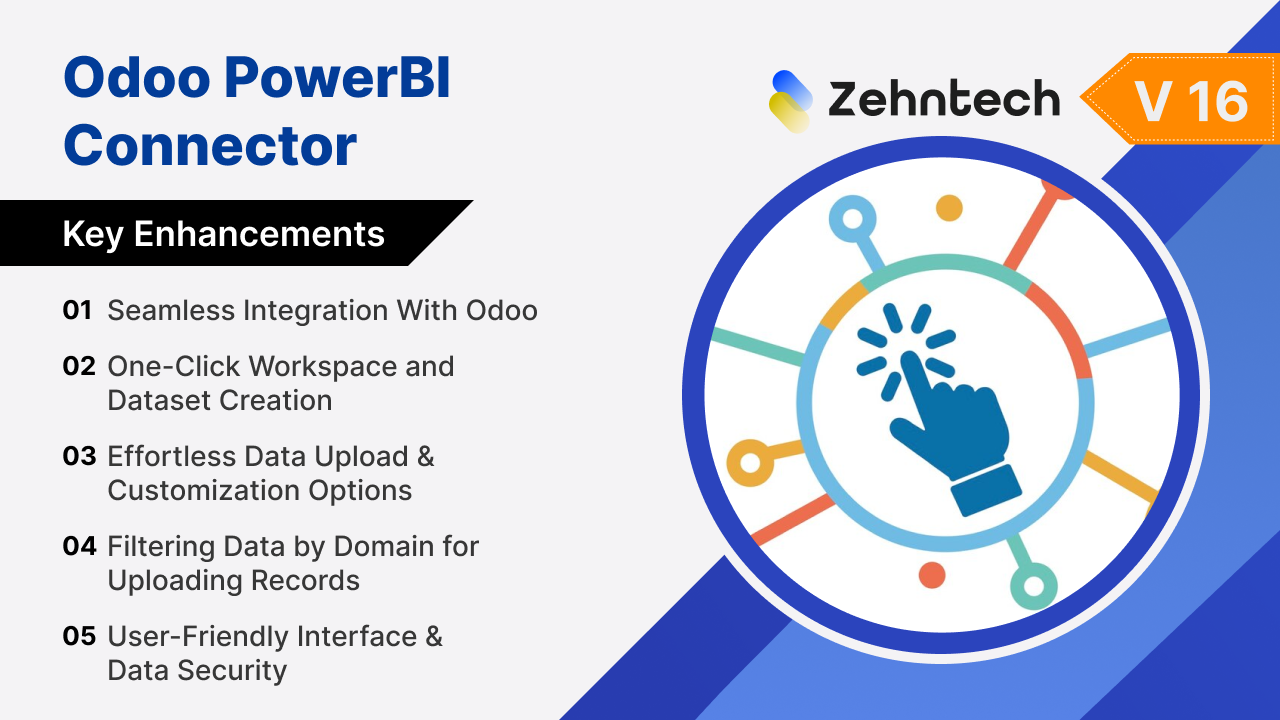 Odoo PowerBI
Connector
Zehntech
V 16
Key Enhancements
01 Seamless Integration With Odoo
02 One-Click Workspace and
Dataset Creation
03 Effortless Data Upload &
Customization Options
04 Filtering Data by Domain for
Uploading Records
05 User-Friendly Interface &
Data Security